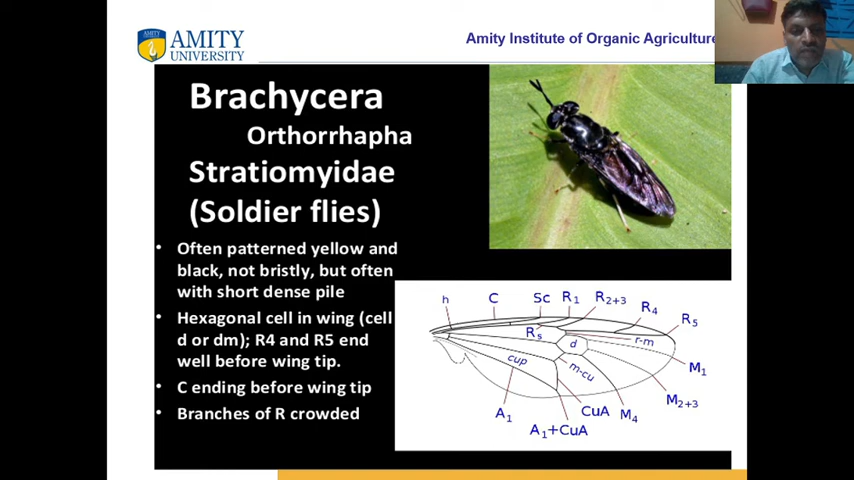 AMITY
UNIVERSITY
Amity Institute of Organic Agriculture
Brachycera
Orthorrhapha
Stratiomyidae
(Soldier flies)
• Often patterned yellow and
black, not bristly, but often
with short dense pile
• Hexagonal cell in wing (cell
d or dm); R4 and R5 end
well before wing tip.
• C ending before wing tip
• Branches of R crowded
h C Sc R1 R2+3 R4 R5
Rs d r-m
cup m-cu M1
M2+3
A1 CuA M4
A1+CuA